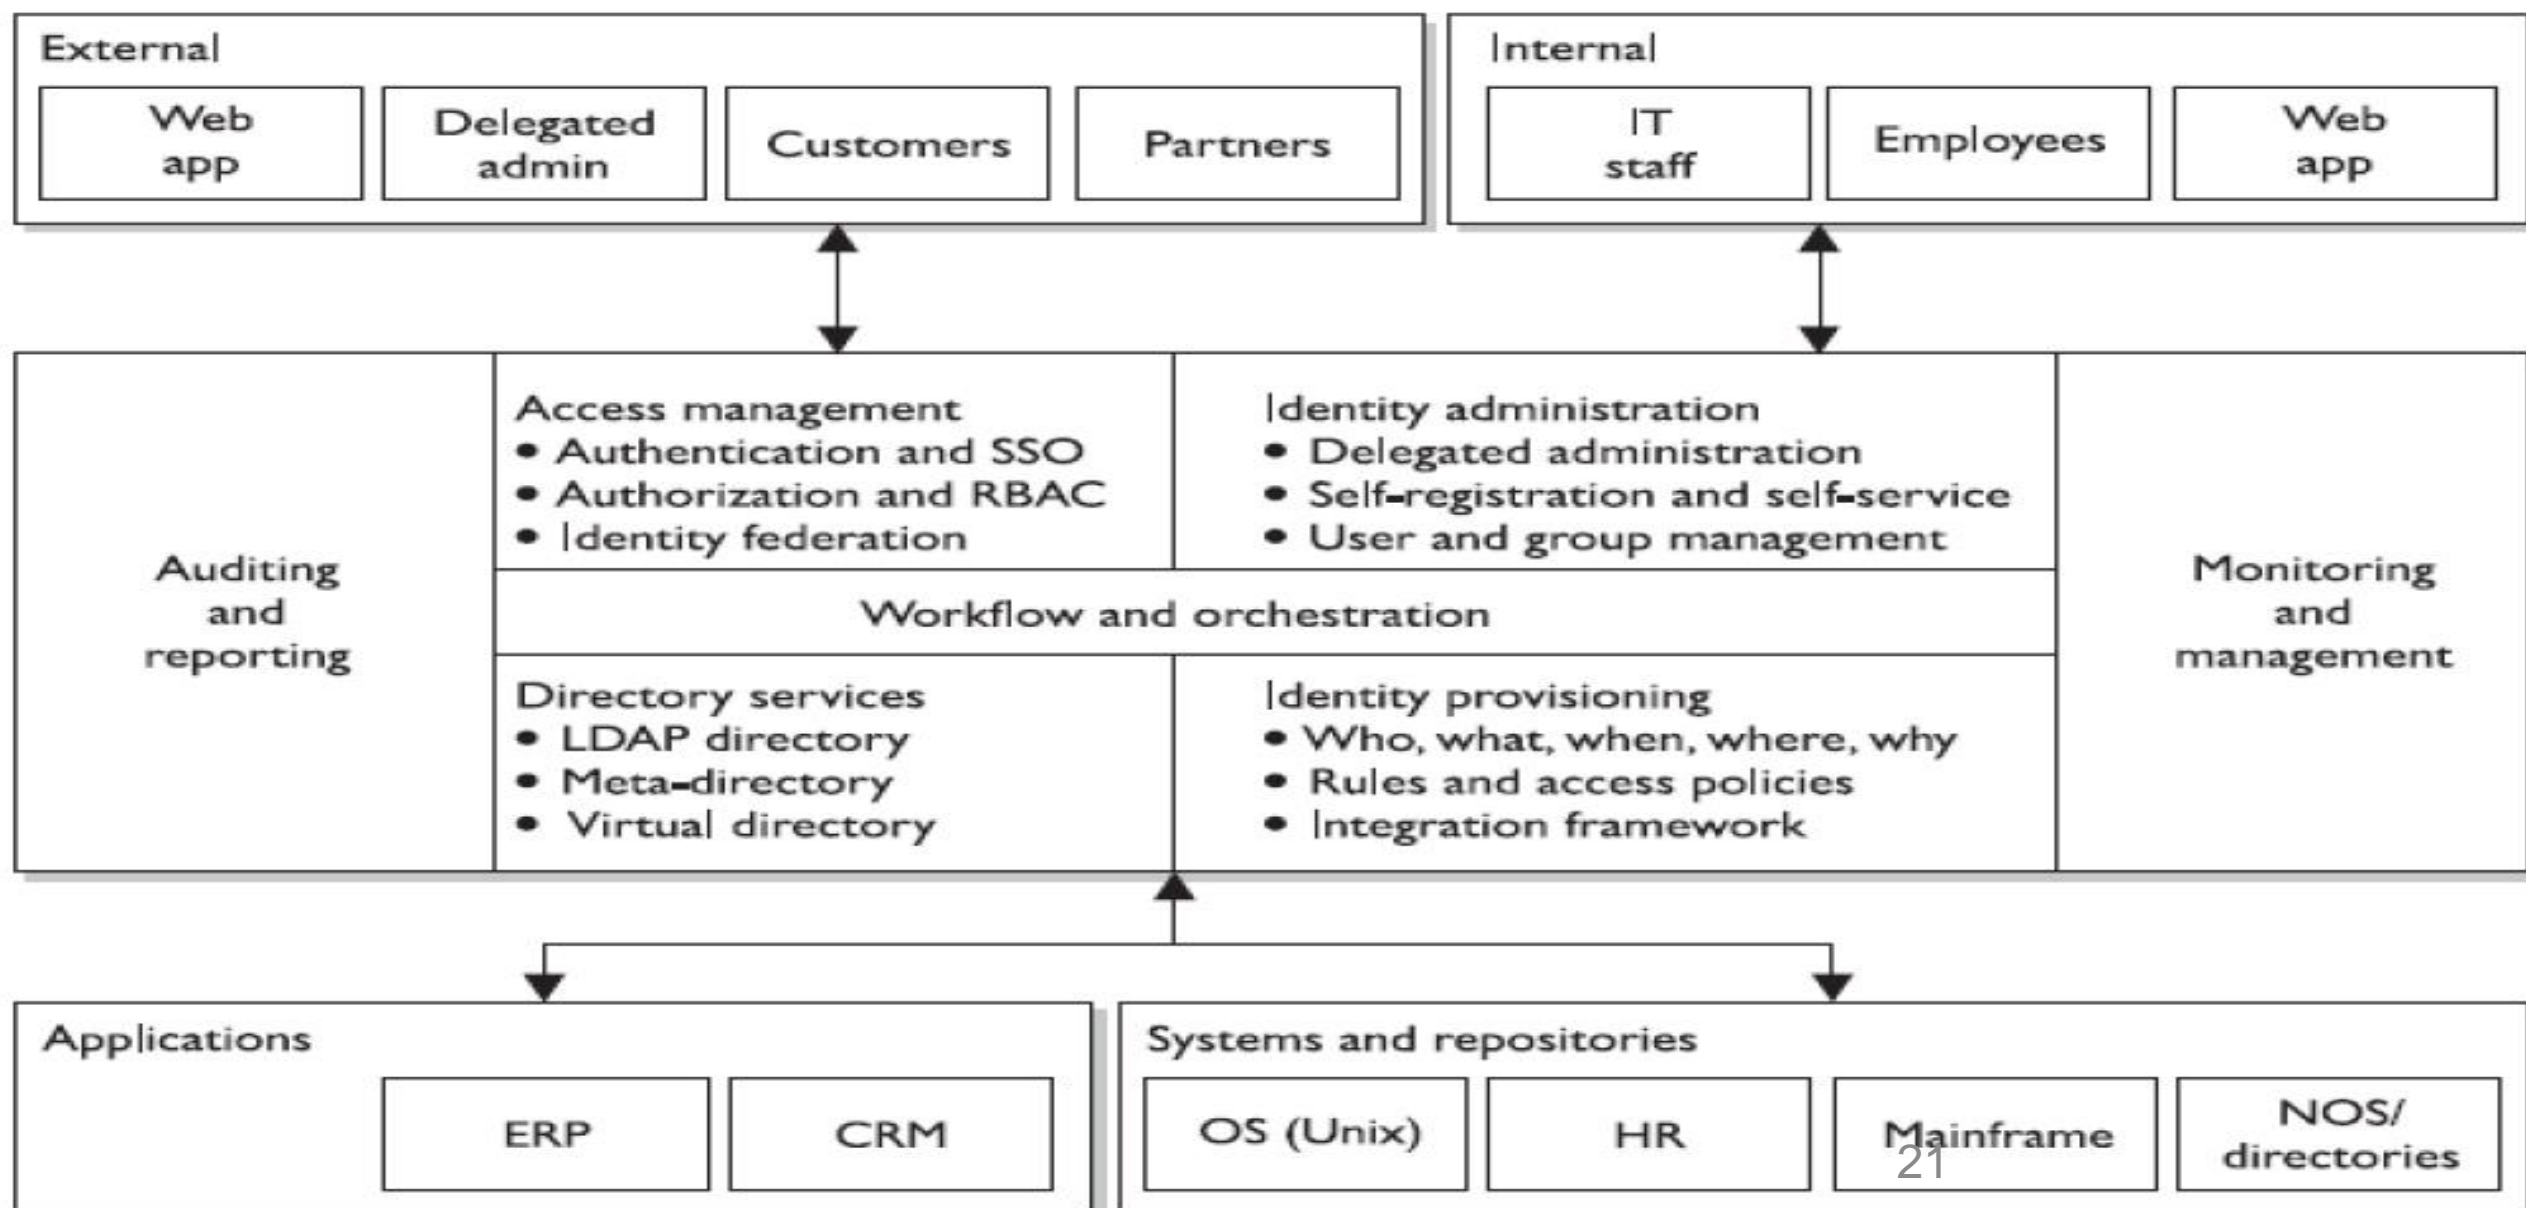 External
Web
app
Delegated
admin
Customers
Partners
Internal
IT
staff
Employees
Web
app
Auditing
and
reporting
Access management
• Authentication and SSO
• Authorization and RBAC
• Identity federation
Identity administration
• Delegated administration
• Self-registration and self-service
• User and group management
Workflow and orchestration
Directory services
• LDAP directory
• Meta-directory
• Virtual directory
Identity provisioning
• Who, what, when, where, why
• Rules and access policies
• Integration framework
Monitoring
and
management
Applications
ERP
CRM
Systems and repositories
OS (Unix)
HR
Mainframe
NOS/
directories
21